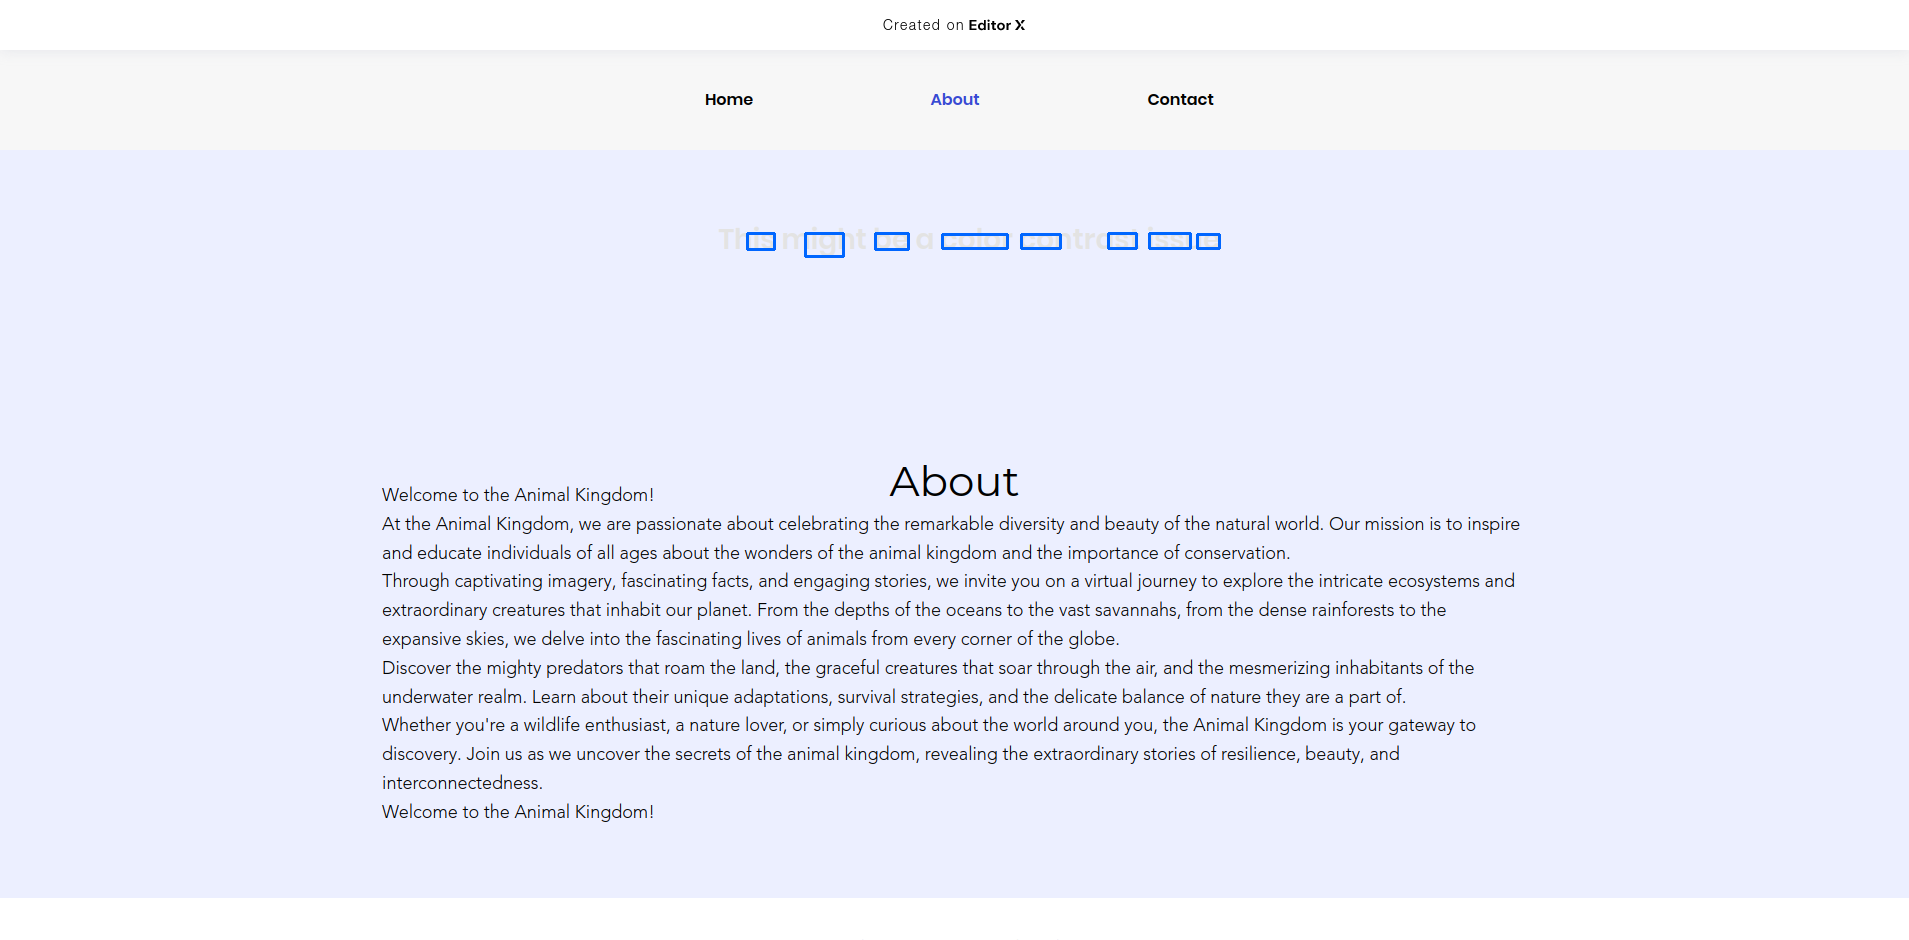 Created on Editor X
Home About Contact
This might be a color contrast issue
About
Welcome to the Animal Kingdom!
At the Animal Kingdom, we are passionate about celebrating the remarkable diversity and beauty of the natural world. Our mission is to inspire
and educate individuals of all ages about the wonders of the animal kingdom and the importance of conservation.
Through captivating imagery, fascinating facts, and engaging stories, we invite you on a virtual journey to explore the intricate ecosystems and
extraordinary creatures that inhabit our planet. From the depths of the oceans to the vast savannahs, from the dense rainforests to the
expansive skies, we delve into the fascinating lives of animals from every corner of the globe.
Discover the mighty predators that roam the land, the graceful creatures that soar through the air, and the mesmerizing inhabitants of the
underwater realm. Learn about their unique adaptations, survival strategies, and the delicate balance of nature they are a part of.
Whether you're a wildlife enthusiast, a nature lover, or simply curious about the world around you, the Animal Kingdom is your gateway to
discovery. Join us as we uncover the secrets of the animal kingdom, revealing the extraordinary stories of resilience, beauty, and
interconnectedness.
Welcome to the Animal Kingdom!